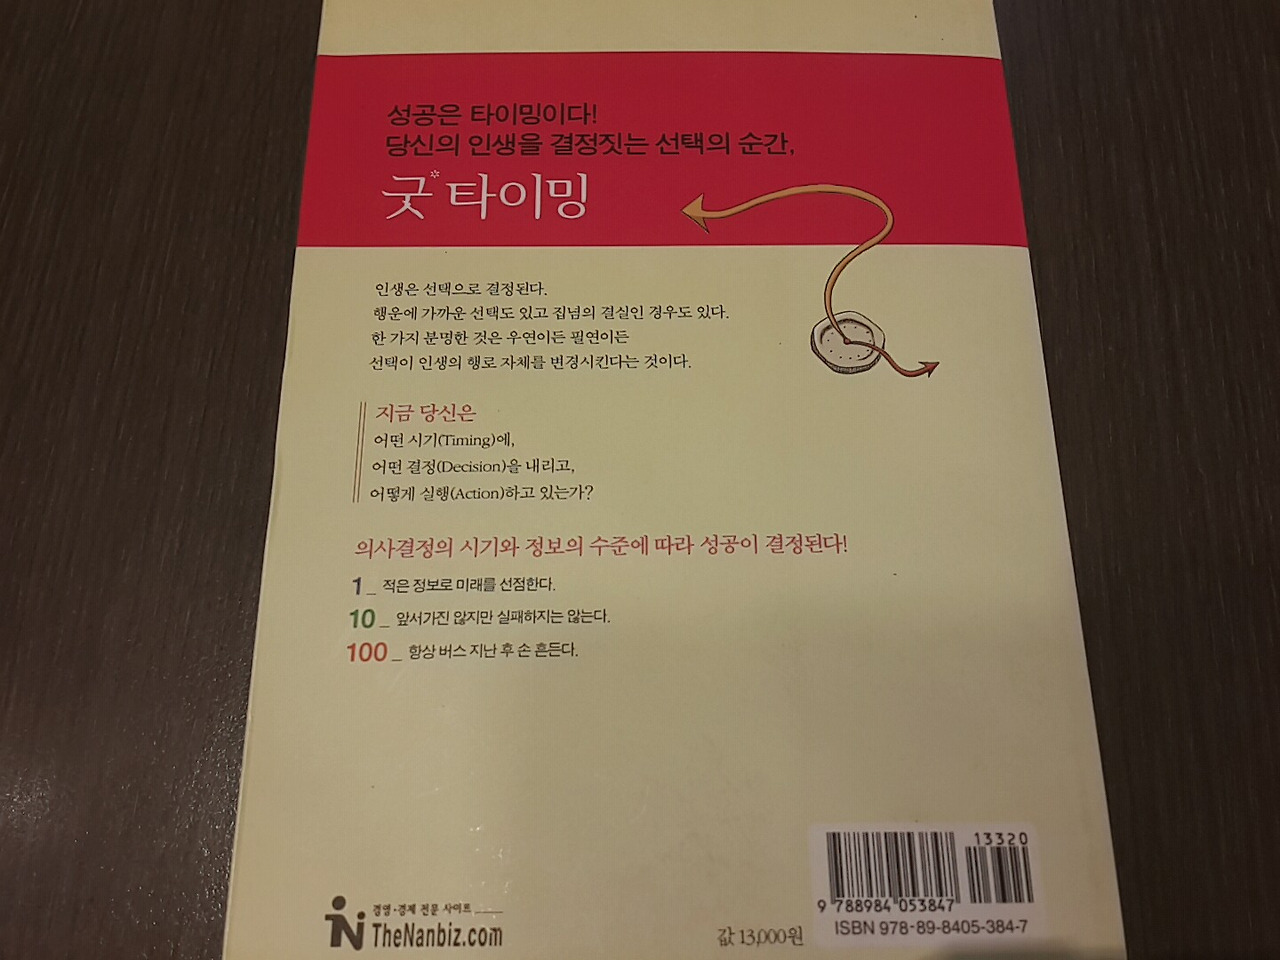 성공은 타이밍이다!
당신의 인생을 결정짓는 선택의 순간,
굿* 타이밍
인생은 선택으로 결정된다.
행운에 가까운 선택도 있고 집념의 결실인 경우도 있다.
한 가지 분명한 것은 우연이든 필연이든
선택이 인생의 행로 자체를 변경시킨다는 것이다.
지금 당신은
어떤 시기(Timing)에,
어떤 결정(Decision)을 내리고,
어떻게 실행(Action)하고 있는가?
의사결정의 시기와 정보의 수준에 따라 성공이 결정된다!
1_ 적은 정보로 미래를 선점한다.
10_ 앞서가진 않지만 실패하지는 않는다.
100_ 항상 버스 지난 후 손 흔든다.
경영·경제 전문 사이트
TheNanbiz.com
값 13,000원
13320
9 788984 053847
ISBN 978-89-8405-384-7